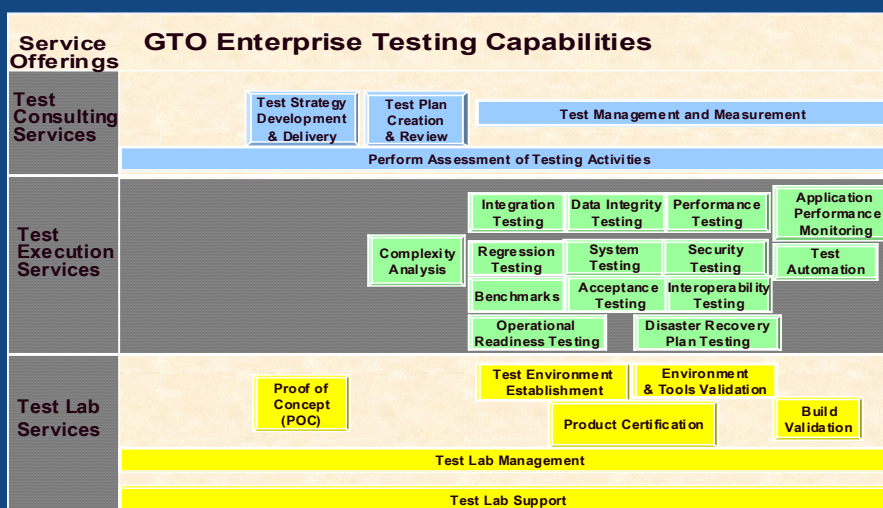 Service
Offerings
GTO Enterprise Testing Capabilities
Test
Consulting
Services
Test Strategy
Development
& Delivery
Test Plan
Creation
& Review
Test Management and Measurement
Perform Assessment of Testing Activities
Test
Execution
Services
Complexity
Analysis
Integration
Testing
Data Integrity
Testing
Performance
Testing
Application
Performance
Monitoring
Regression
Testing
System
Testing
Security
Testing
Test
Automation
Benchmarks
Acceptance
Testing
Interoperability
Testing
Operational
Readiness Testing
Disaster Recovery
Plan Testing
Test Lab
Services
Proof of
Concept
(POC)
Test Environment
Establishment
Environment
& Tools Validation
Product Certification
Build
Validation
Test Lab Management
Test Lab Support